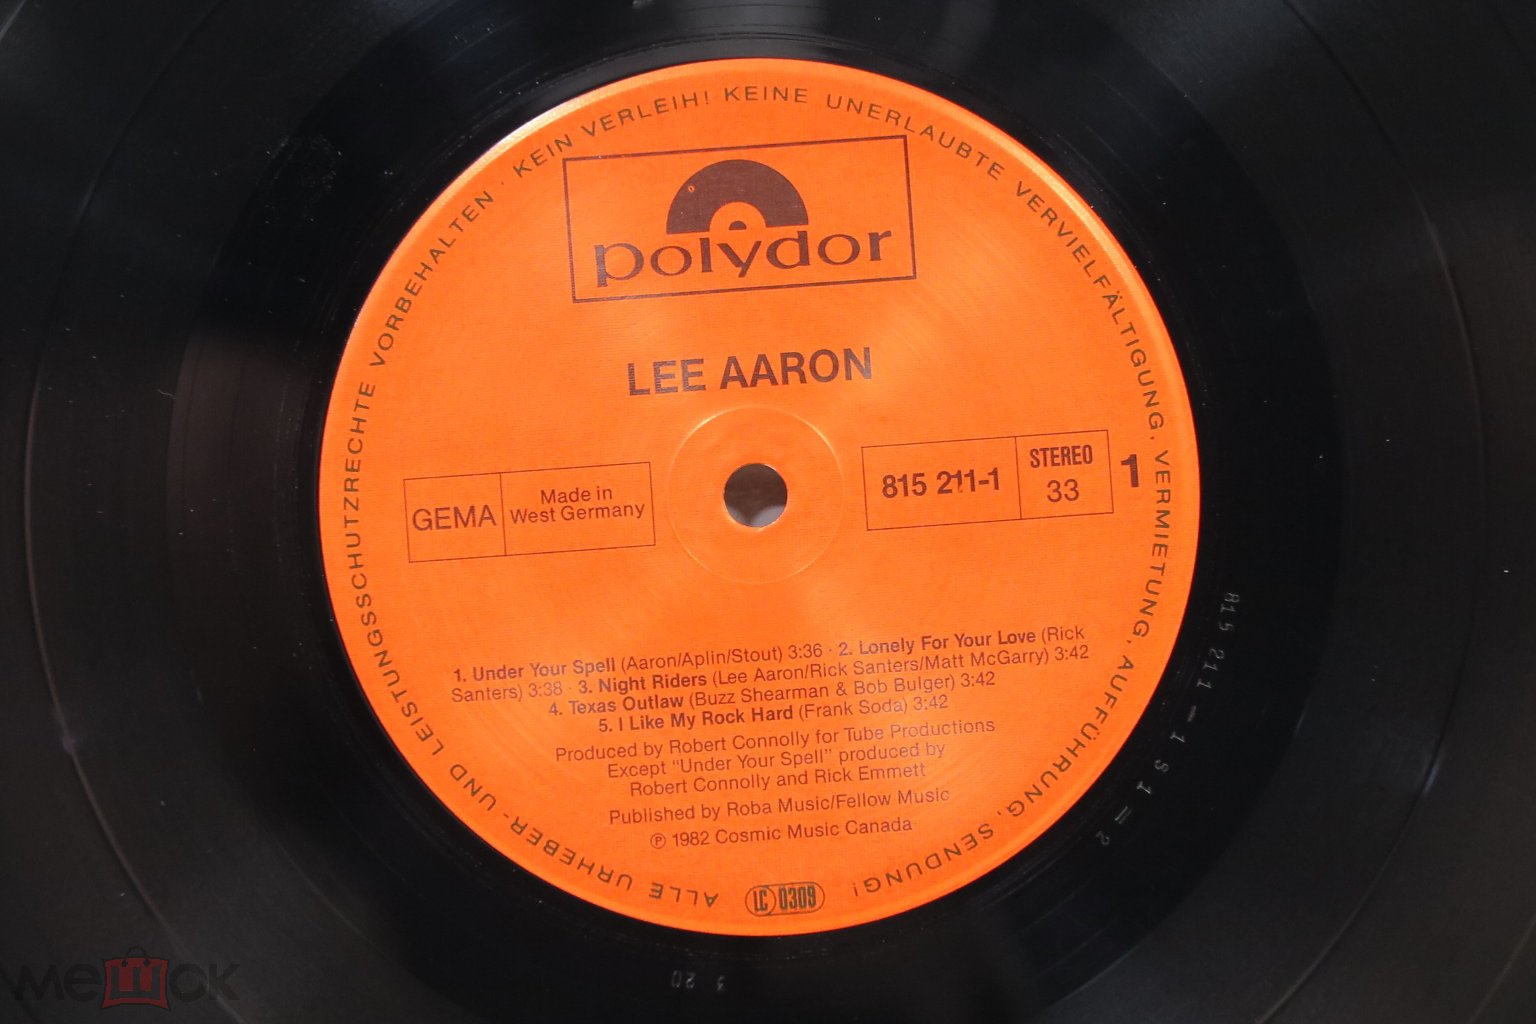 ALLE URHEBER- UND LEISTUNGSSCHUTZRECHTE VORBEHALTEN · KEIN VERLEIH! KEINE UNERLAUBTE VERVIELFÄLTIGUNG, VERMIETUNG, AUFFÜHRUNG, SENDUNG!
polydor
LEE AARON
GEMA
Made in
West Germany
815 211-1
STEREO
33
1
1. Under Your Spell (Aaron/Aplin/Stout) 3:36 · 2. Lonely For Your Love (Rick
Santers) 3:38 · 3. Night Riders (Lee Aaron/Rick Santers/Matt McGarry) 3:42
4. Texas Outlaw (Buzz Shearman & Bob Bulger) 3:42
5. I Like My Rock Hard (Frank Soda) 3:42
Produced by Robert Connolly for Tube Productions
Except "Under Your Spell" produced by
Robert Connolly and Rick Emmett
Published by Roba Music/Fellow Music
℗ 1982 Cosmic Music Canada
LC 0309
815 211-1 S1=2
3 20
мешок